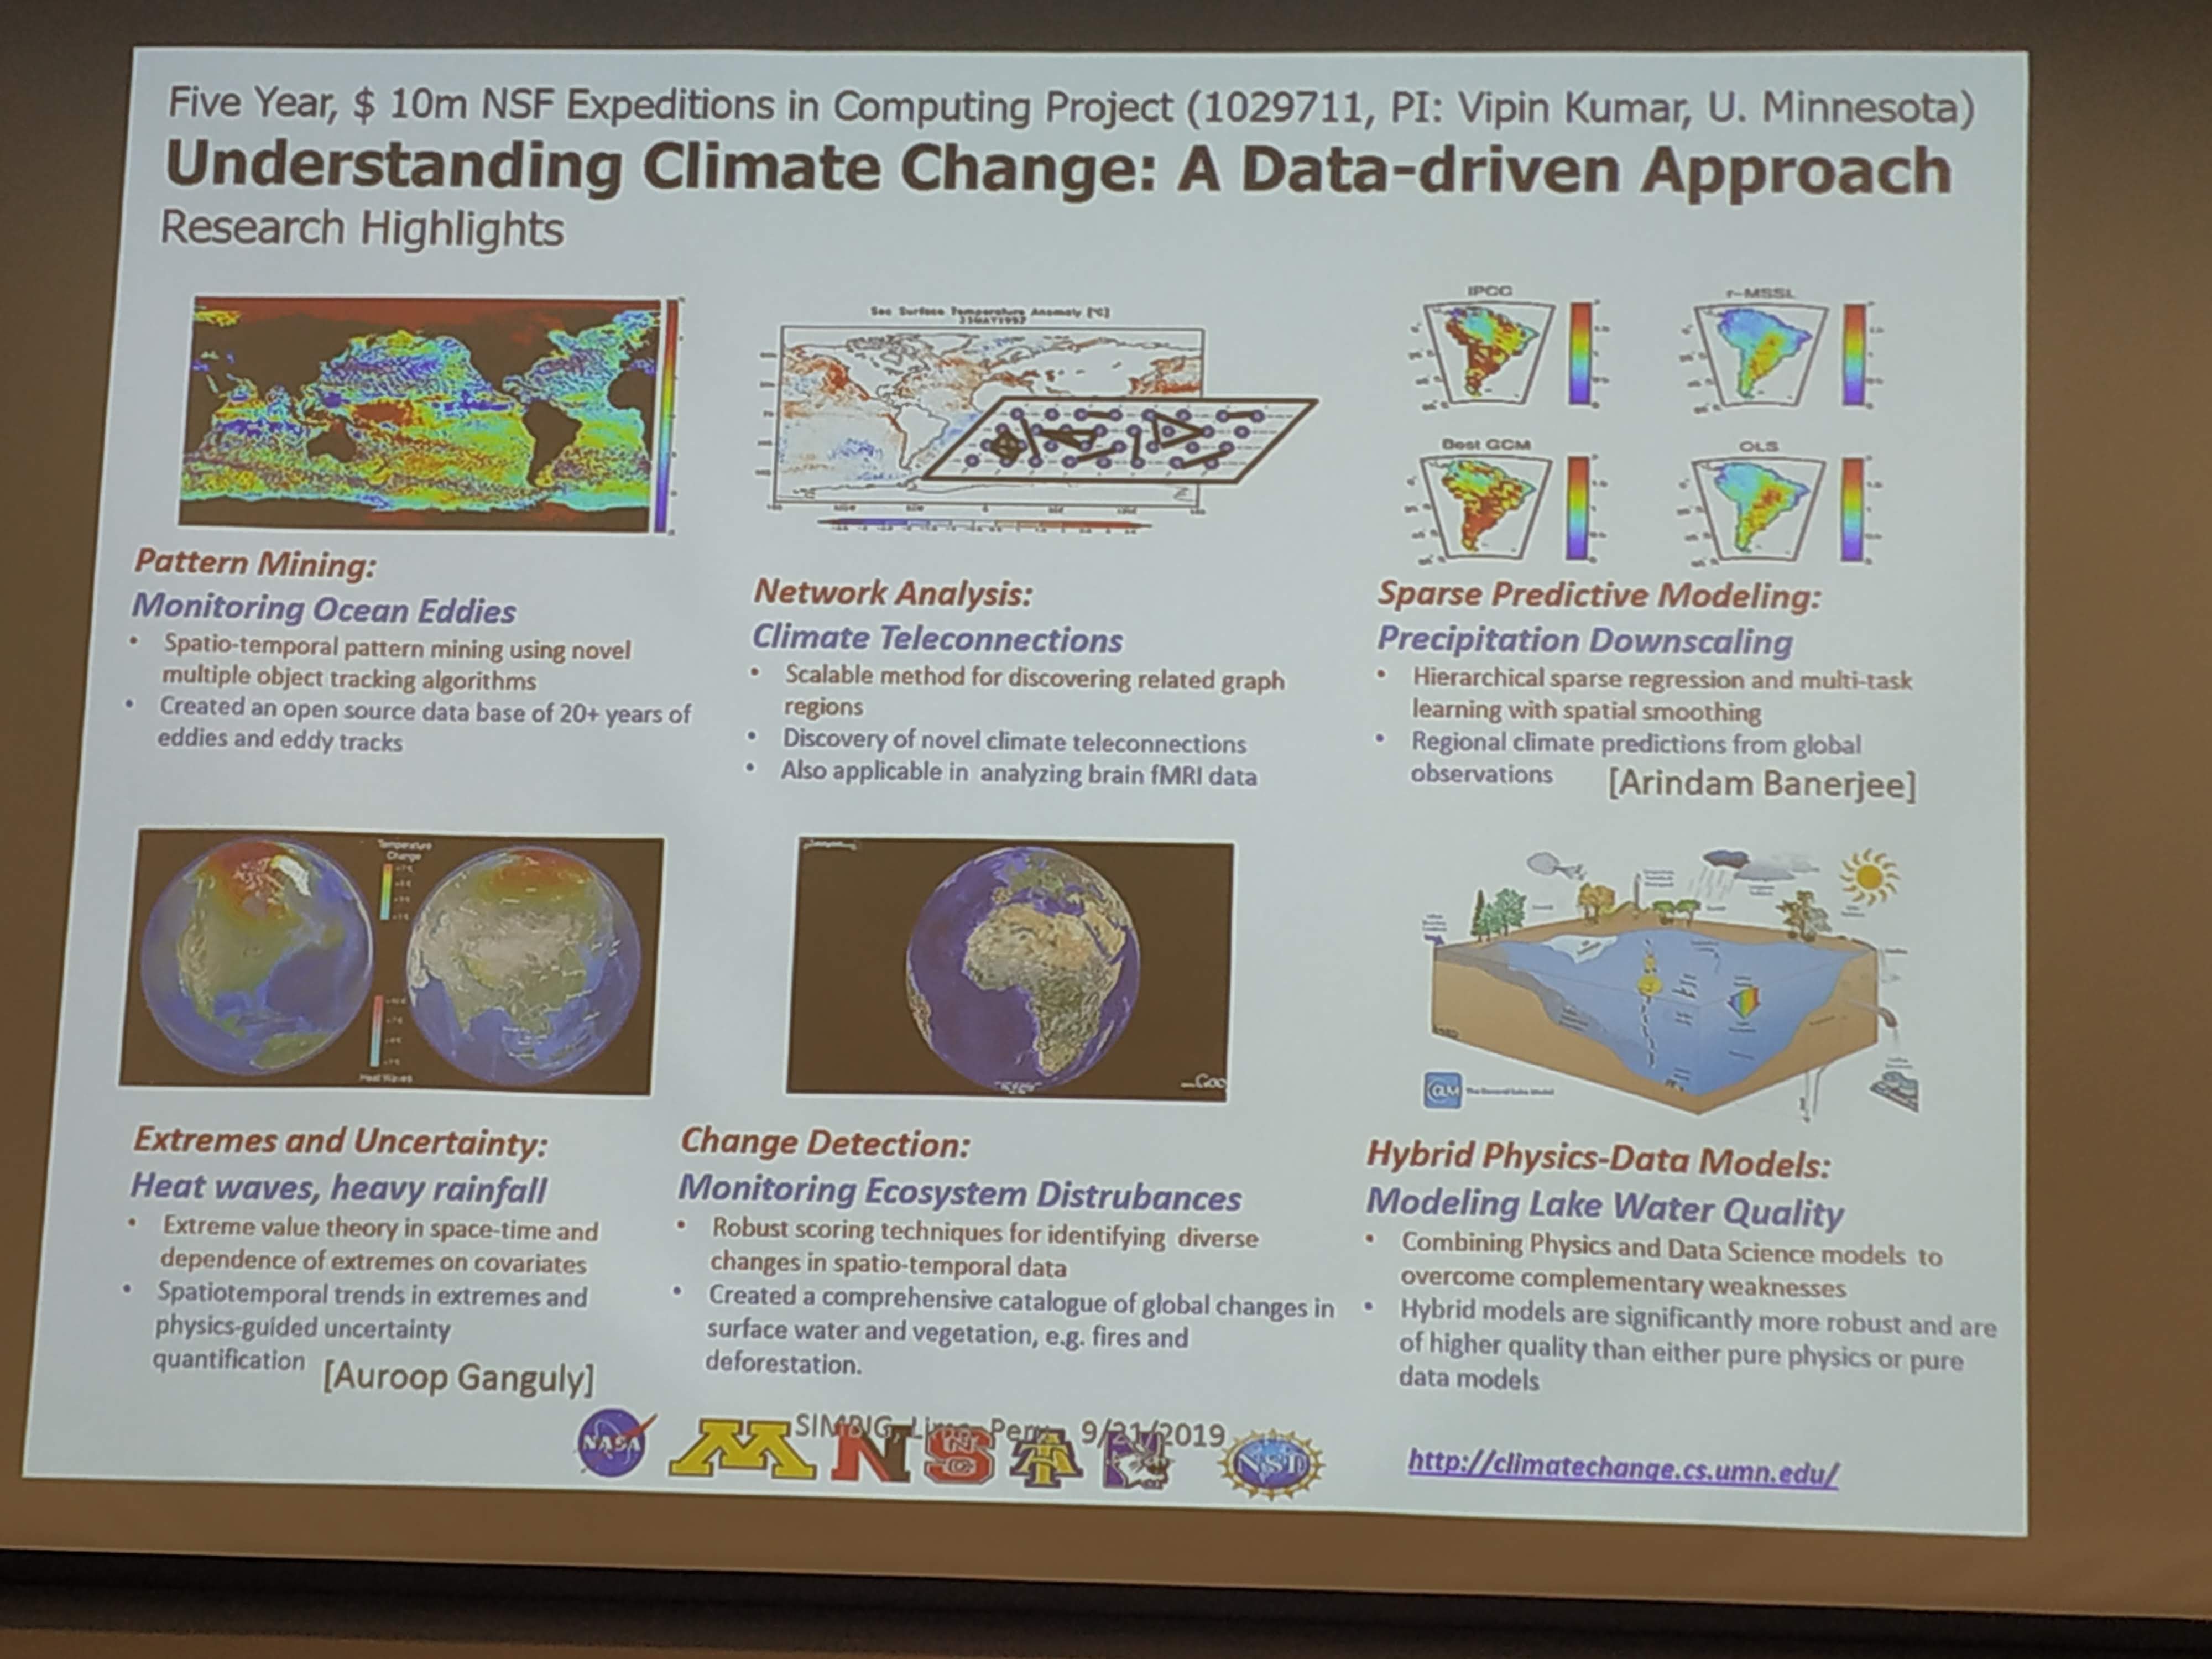 Five Year, $ 10m NSF Expeditions in Computing Project (1029711, PI: Vipin Kumar, U. Minnesota)
Understanding Climate Change: A Data-driven Approach
Research Highlights
Sea Surface Temperature Anomaly [°C]
IPCC
r-MSSL
Best GCM
OLS
Pattern Mining:
Monitoring Ocean Eddies
• Spatio-temporal pattern mining using novel
multiple object tracking algorithms
• Created an open source data base of 20+ years of
eddies and eddy tracks
Network Analysis:
Climate Teleconnections
• Scalable method for discovering related graph
regions
• Discovery of novel climate teleconnections
• Also applicable in analyzing brain fMRI data
Sparse Predictive Modeling:
Precipitation Downscaling
• Hierarchical sparse regression and multi-task
learning with spatial smoothing
• Regional climate predictions from global
observations [Arindam Banerjee]
Temperature
Change
Heat Waves
Extremes and Uncertainty:
Heat waves, heavy rainfall
• Extreme value theory in space-time and
dependence of extremes on covariates
• Spatiotemporal trends in extremes and
physics-guided uncertainty
quantification [Auroop Ganguly]
Change Detection:
Monitoring Ecosystem Distrubances
• Robust scoring techniques for identifying diverse
changes in spatio-temporal data
• Created a comprehensive catalogue of global changes in
surface water and vegetation, e.g. fires and
deforestation.
GLM
Hybrid Physics-Data Models:
Modeling Lake Water Quality
• Combining Physics and Data Science models to
overcome complementary weaknesses
• Hybrid models are significantly more robust and are
of higher quality than either pure physics or pure
data models
SIMBIG, Lima, Peru 9/21/2019
NASA
M
N
NSF
http://climatechange.cs.umn.edu/